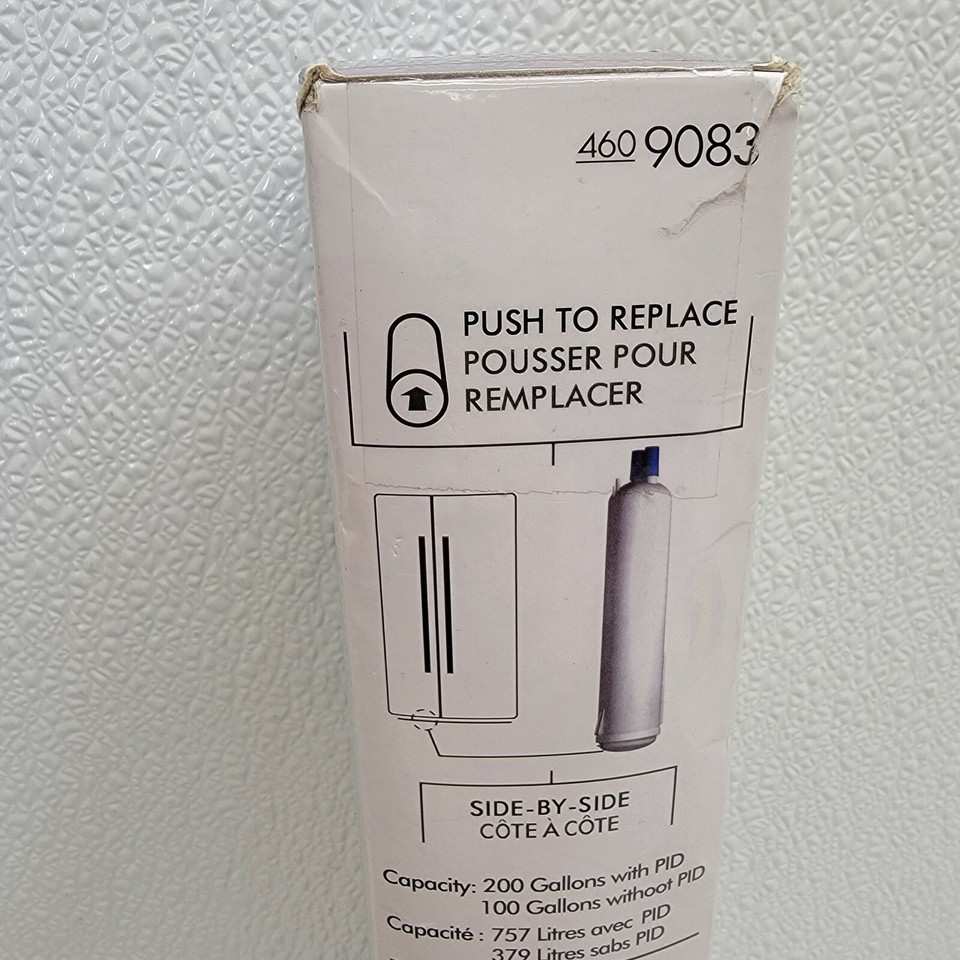 460 9083
PUSH TO REPLACE
POUSSER POUR
REMPLACER
SIDE-BY-SIDE
CÔTE À CÔTE
Capacity: 200 Gallons with PID
100 Gallons withoot PID
Capacité : 757 Litres avec PID
379 Litres sabs PID